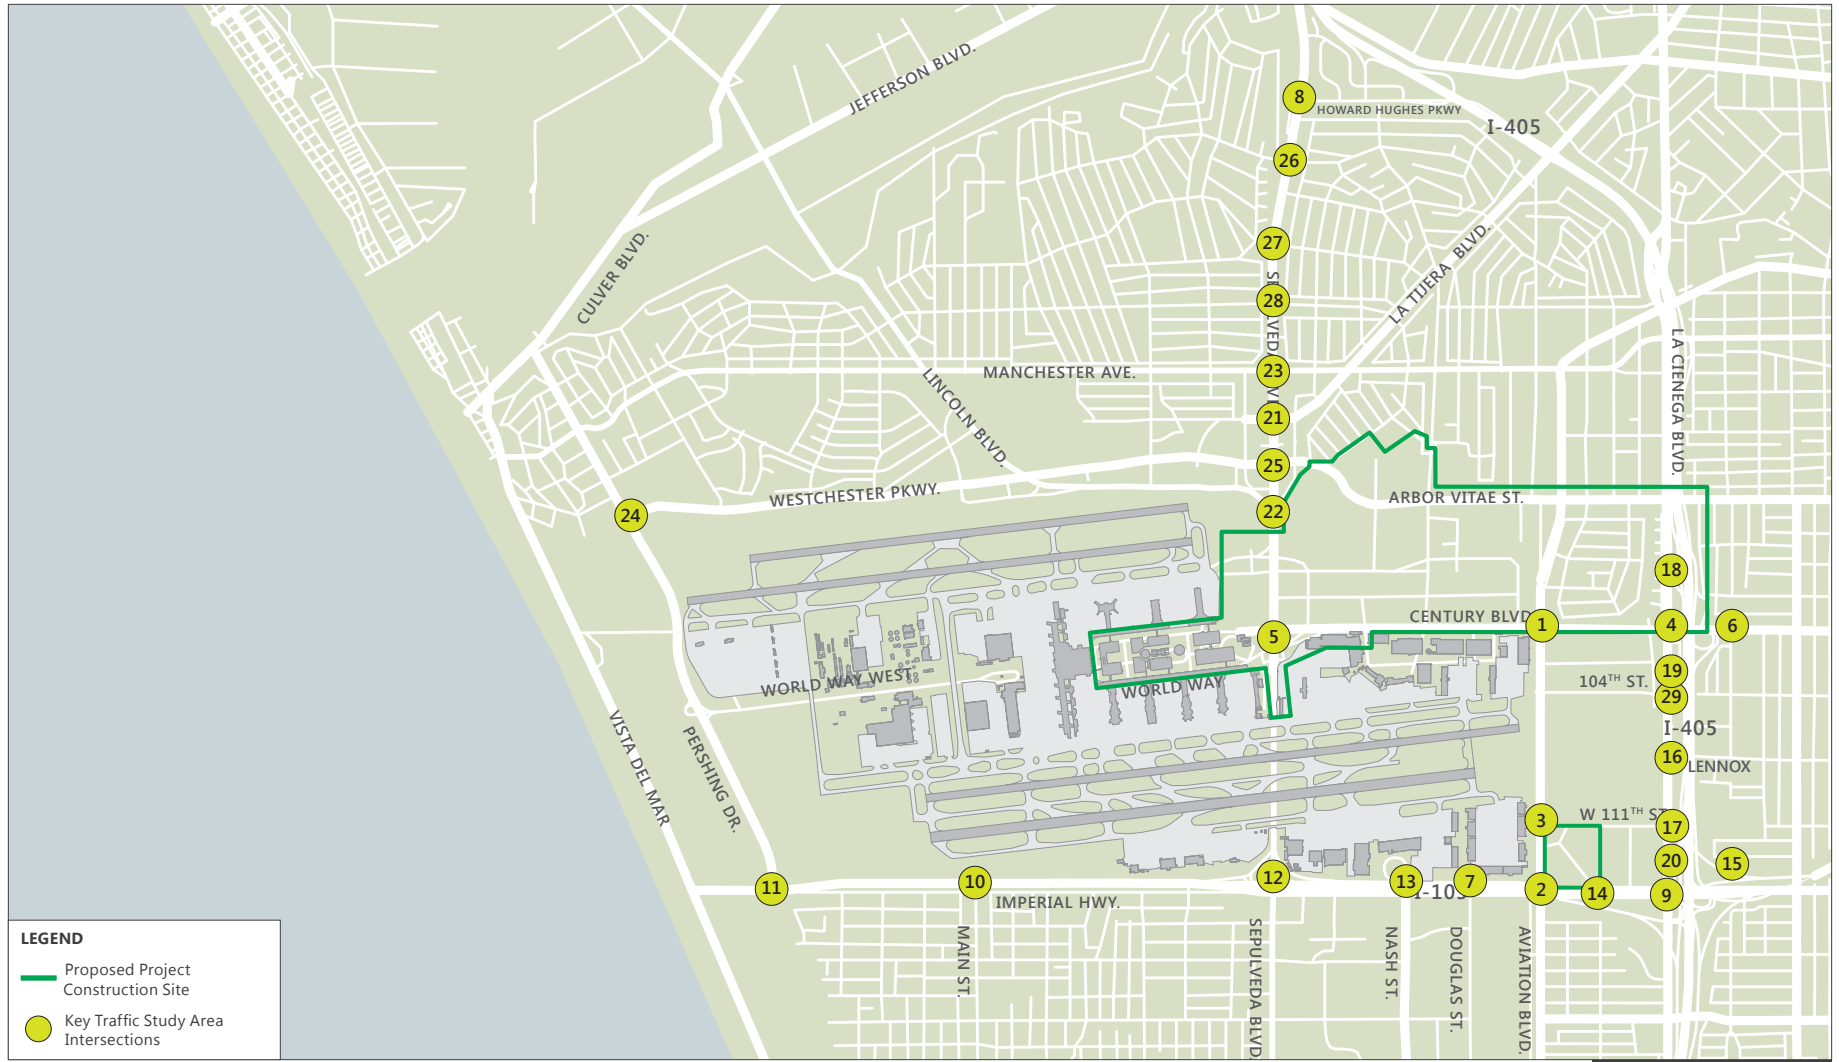 8
HOWARD HUGHES PKWY
I-405
JEFFERSON BLVD.
26
27
CULVER BLVD.
LA TIJERA BLVD.
28
23
MANCHESTER AVE.
LINCOLN BLVD.
LA CIENEGA BLVD.
21
25
WESTCHESTER PKWY.
ARBOR VITAE ST.
24
22
18
CENTURY BLVD
1
4
6
5
WORLD WAY WEST
WORLD WAY
19
104TH ST.
29
I-405
VISTA DEL MAR
PERSHING DR.
16
LENNOX
3
W 111TH ST
17
20
15
11
10
12
13
7
2
14
9
IMPERIAL HWY.
MAIN ST.
SEPULVEDA BLVD.
NASH ST.
DOUGLAS ST.
AVIATION BLVD.
LEGEND
Proposed Project
Construction Site
Key Traffic Study Area
Intersections